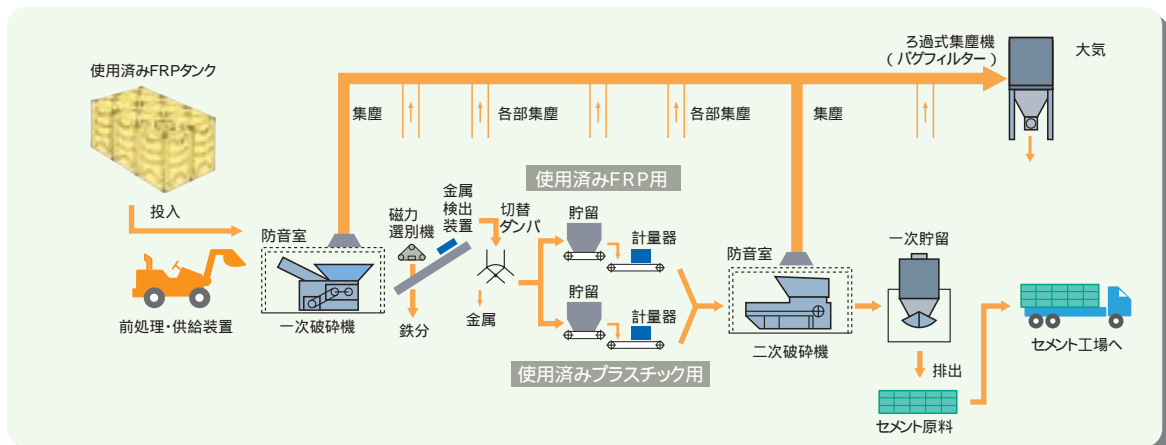 使用済みFRPタンク
ろ過式集塵機
(バグフィルター)
大気
集塵
各部集塵
各部集塵
集塵
使用済みFRP用
投入
防音室
磁力
選別機
金属
検出
装置
切替
ダンパ
貯留
計量器
防音室
一次貯留
前処理・供給装置
一次破砕機
鉄分
金属
貯留
計量器
二次破砕機
セメント工場へ
使用済みプラスチック用
排出
セメント原料